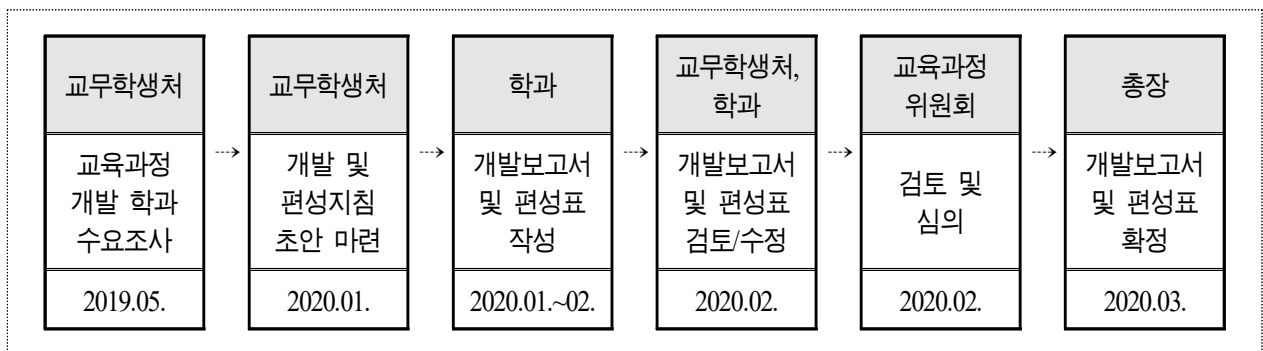 교무학생처
교육과정
개발 학과
수요조사
2019.05.
교무학생처
개발 및
편성지침
초안 마련
2020.01.
학과
개발보고서
및 편성표
작성
2020.01.~02.
교무학생처,
학과
개발보고서
및 편성표
검토/수정
2020.02.
교육과정
위원회
검토 및
심의
2020.02.
총장
개발보고서
및 편성표
확정
2020.03.